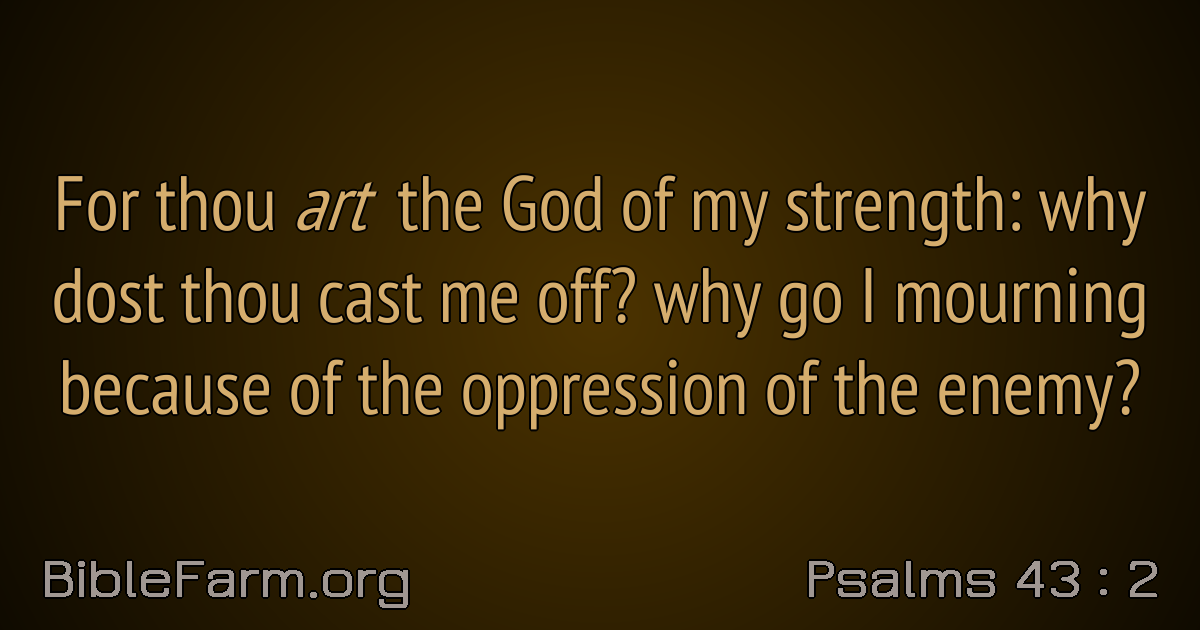 For thou art the God of my strength: why
dost thou cast me off? why go I mourning
because of the oppression of the enemy?
BibleFarm.org
Psalms 43 : 2